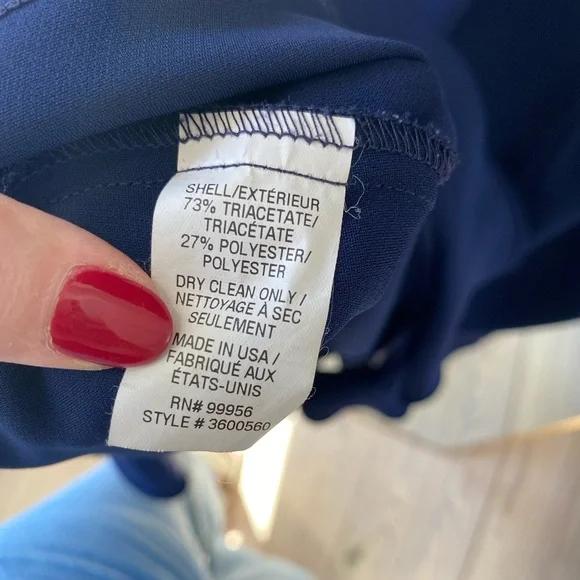 SHELL/EXTÉRIEUR
73% TRIACETATE/
TRIACÉTATE
27% POLYESTER/
POLYESTER
DRY CLEAN ONLY /
NETTOYAGE À SEC
SEULEMENT
MADE IN USA /
FABRIQUÉ AUX
ÉTATS-UNIS
RN# 99956
STYLE # 3600560